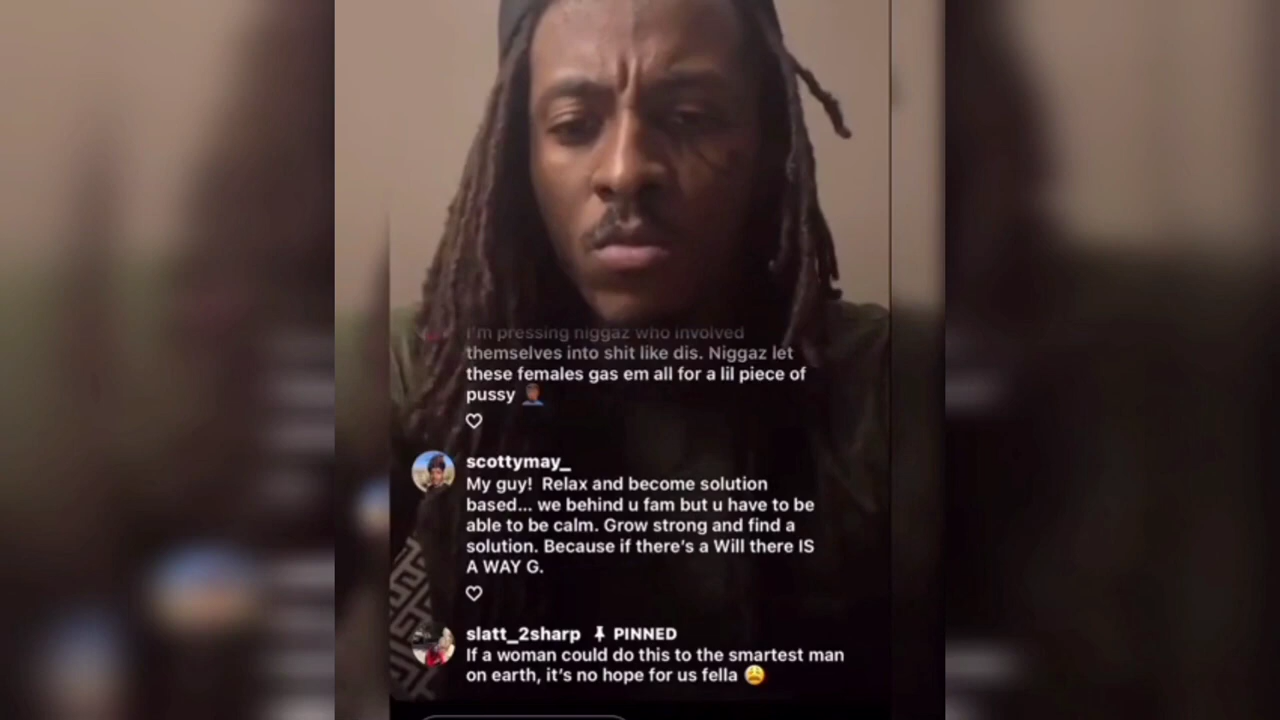 I'm pressing niggaz who involved
themselves into shit like dis. Niggaz let
these females gas em all for a lil piece of
pussy 🤦🏾‍♂️
scottymay_
My guy!  Relax and become solution
based... we behind u fam but u have to be
able to be calm. Grow strong and find a
solution. Because if there's a Will there IS
A WAY G.
slatt_2sharp PINNED
If a woman could do this to the smartest man
on earth, it's no hope for us fella 😩